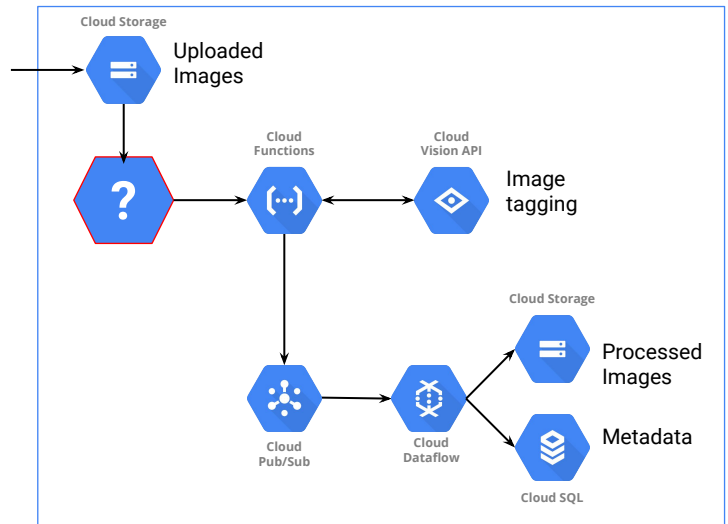 Cloud Storage
Uploaded
Images
?
Cloud
Functions
Cloud
Vision API
Image
tagging
Cloud Storage
Processed
Images
Cloud
Pub/Sub
Cloud
Dataflow
Metadata
Cloud SQL